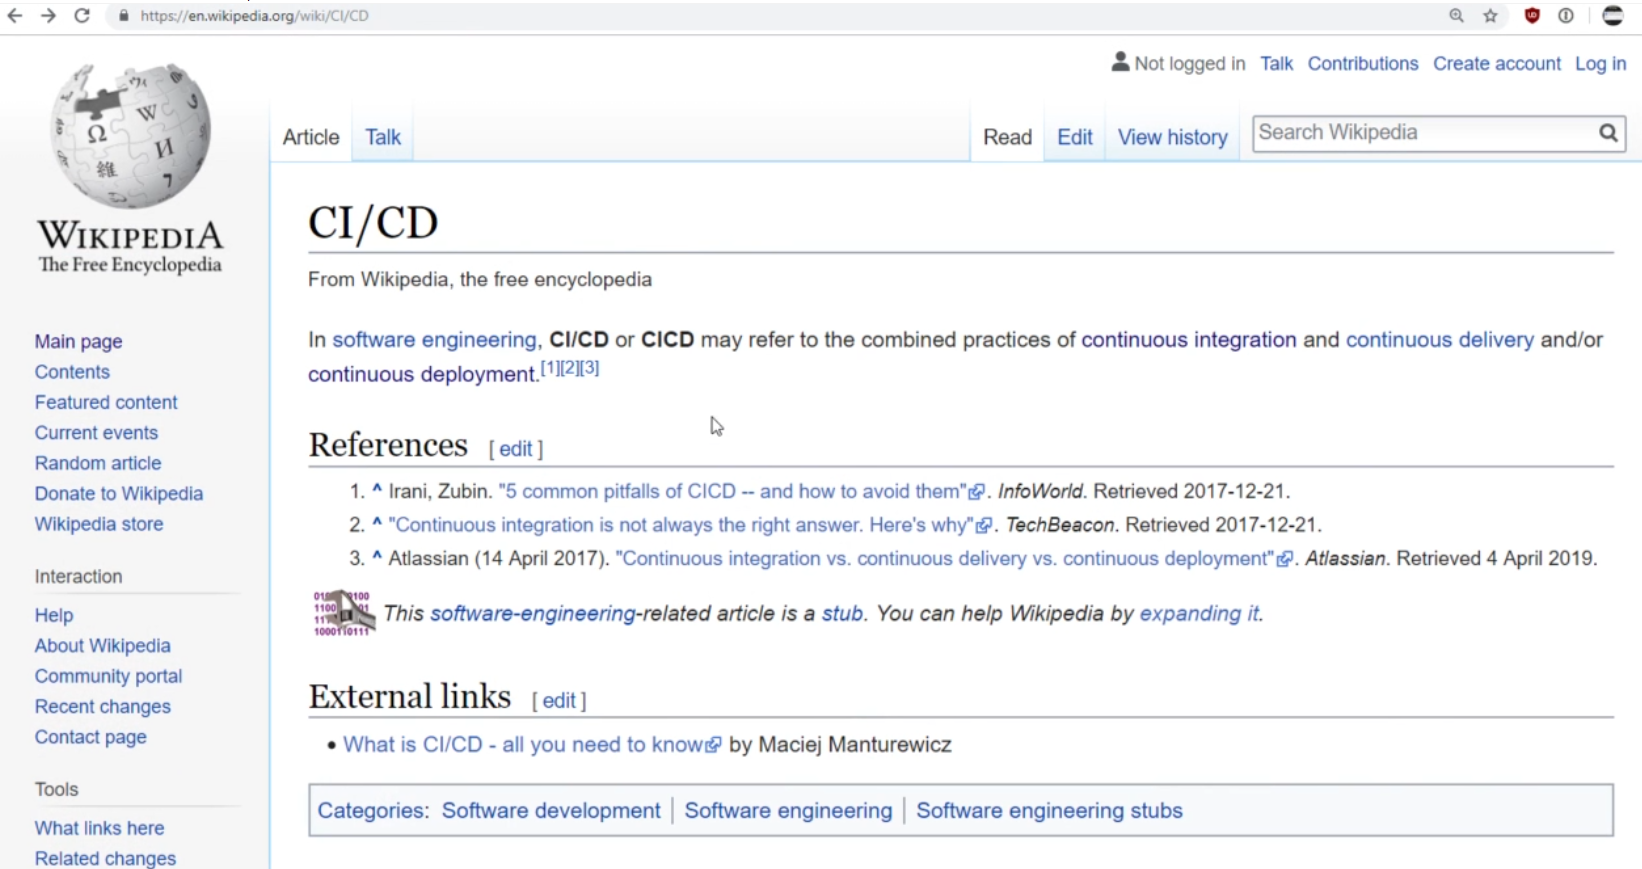 https://en.wikipedia.org/wiki/CI/CD
Not logged in Talk Contributions Create account Log in
Article Talk Read Edit View history Search Wikipedia
WIKIPEDIA
The Free Encyclopedia
Main page
Contents
Featured content
Current events
Random article
Donate to Wikipedia
Wikipedia store
Interaction
Help
About Wikipedia
Community portal
Recent changes
Contact page
Tools
What links here
Related changes
CI/CD
From Wikipedia, the free encyclopedia
In software engineering, CI/CD or CICD may refer to the combined practices of continuous integration and continuous delivery and/or
continuous deployment.[1][2][3]
References [ edit ]
1. ^ Irani, Zubin. "5 common pitfalls of CICD -- and how to avoid them". InfoWorld. Retrieved 2017-12-21.
2. ^ "Continuous integration is not always the right answer. Here's why". TechBeacon. Retrieved 2017-12-21.
3. ^ Atlassian (14 April 2017). "Continuous integration vs. continuous delivery vs. continuous deployment". Atlassian. Retrieved 4 April 2019.
This software-engineering-related article is a stub. You can help Wikipedia by expanding it.
External links [ edit ]
• What is CI/CD - all you need to know by Maciej Manturewicz
Categories: Software development | Software engineering | Software engineering stubs